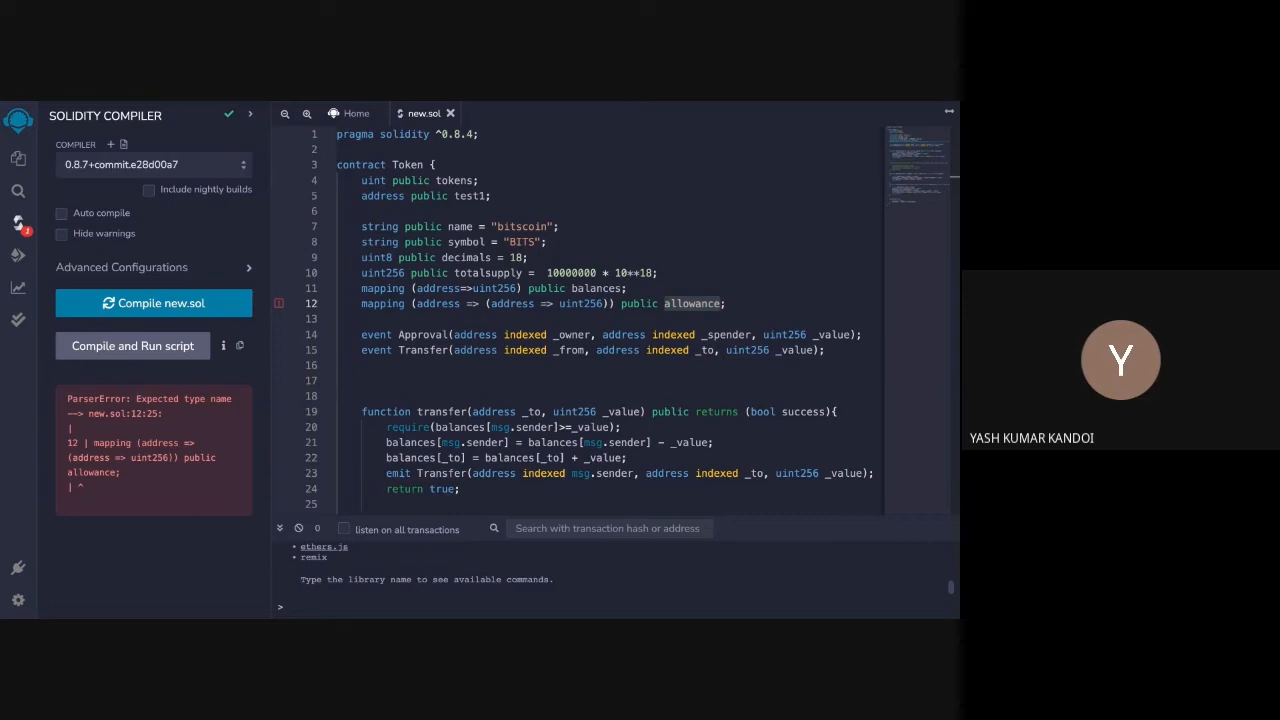 SOLIDITY COMPILER
COMPILER
0.8.7+commit.e28d00a7
Include nightly builds
Auto compile
Hide warnings
Advanced Configurations
Compile new.sol
Compile and Run script
ParserError: Expected type name
--> new.sol:12:25:
|
12 | mapping (address =>
(address => uint256)) public
allowance;
| ^
Home
new.sol
1 pragma solidity ^0.8.4;
2
3 contract Token {
4 uint public tokens;
5 address public test1;
6
7 string public name = "bitscoin";
8 string public symbol = "BITS";
9 uint8 public decimals = 18;
10 uint256 public totalsupply =  10000000 * 10**18;
11 mapping (address=>uint256) public balances;
12 mapping (address => (address => uint256)) public allowance;
13
14 event Approval(address indexed _owner, address indexed _spender, uint256 _value);
15 event Transfer(address indexed _from, address indexed _to, uint256 _value);
16
17
18
19 function transfer(address _to, uint256 _value) public returns (bool success){
20 require(balances[msg.sender]>=_value);
21 balances[msg.sender] = balances[msg.sender] - _value;
22 balances[_to] = balances[_to] + _value;
23 emit Transfer(address indexed msg.sender, address indexed _to, uint256 _value);
24 return true;
25
0
listen on all transactions
Search with transaction hash or address
• ethers.js
• remix
Type the library name to see available commands.
>
Y
YASH KUMAR KANDOI